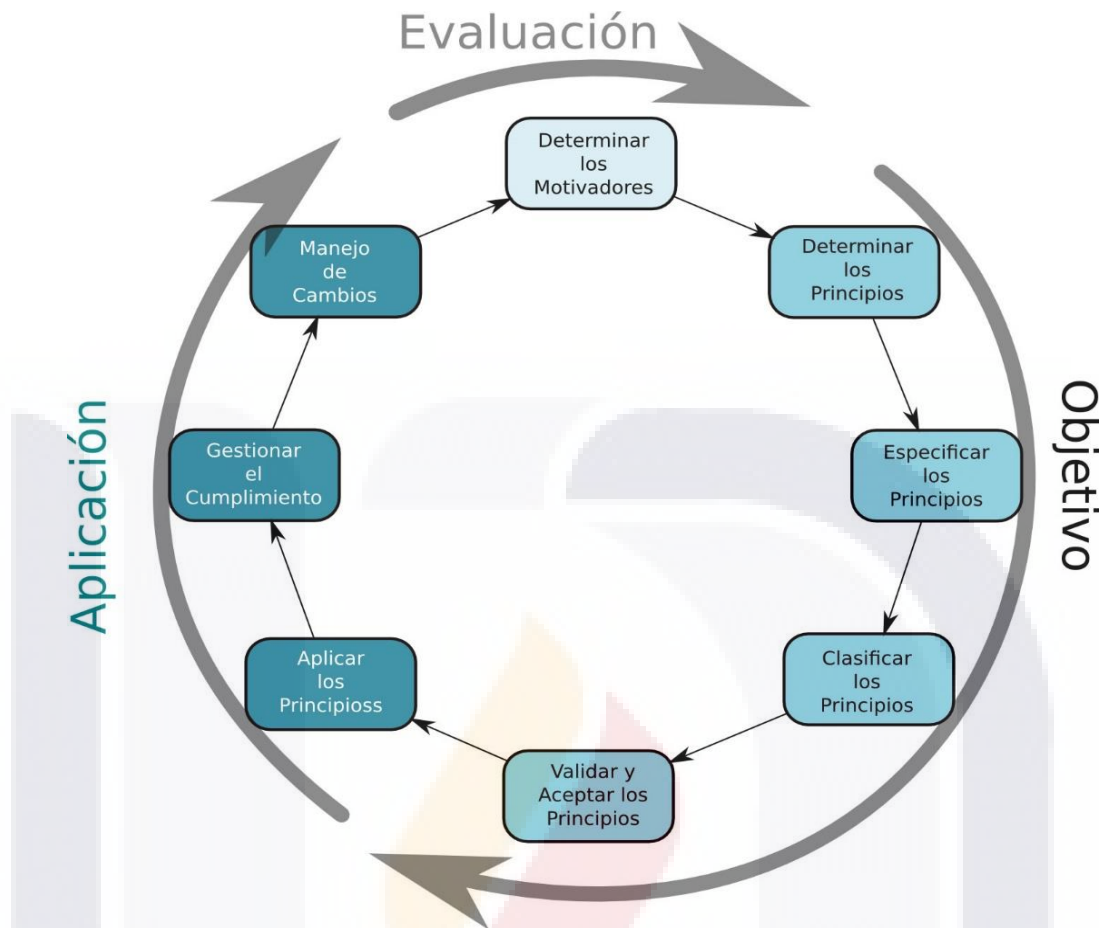 Evaluación
Determinar
los
Motivadores
Determinar
los
Principios
Especificar
los
Principios
Clasificar
los
Principios
Validar y
Aceptar los
Principios
Aplicar
los
Principioss
Gestionar
el
Cumplimiento
Manejo
de
Cambios
Objetivo
Aplicación